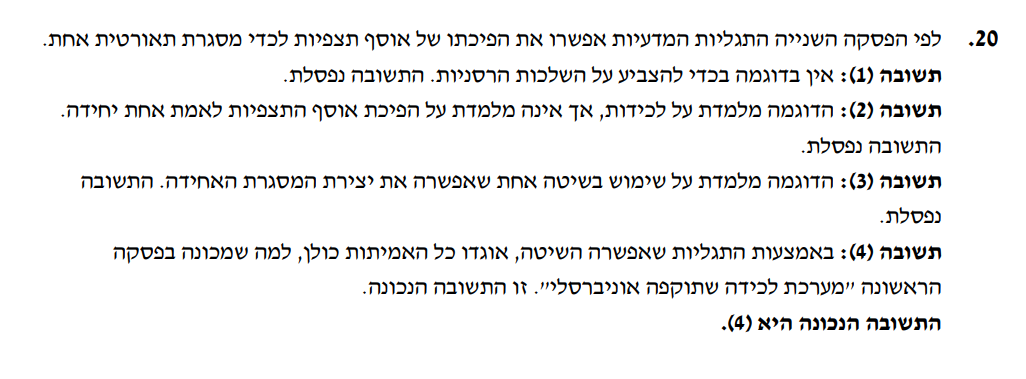 20. לפי הפסקה השנייה התגליות המדעיות אפשרו את הפיכתו של אוסף תצפיות לכדי מסגרת תאורטית אחת.
תשובה (1): אין בדוגמה בכדי להצביע על השלכות הרסניות. התשובה נפסלת.
תשובה (2): הדוגמה מלמדת על לכידות, אך אינה מלמדת על הפיכת אוסף התצפיות לאמת אחת יחידה.
התשובה נפסלת.
תשובה (3): הדוגמה מלמדת על שימוש בשיטה אחת שאפשרה את יצירת המסגרת האחידה. התשובה
נפסלת.
תשובה (4): באמצעות התגליות שאפשרה השיטה, אוגדו כל האמיתות כולן, למה שמכונה בפסקה
הראשונה "מערכת לכידה שתוקפה אוניברסלי". זו התשובה הנכונה.
התשובה הנכונה היא (4).